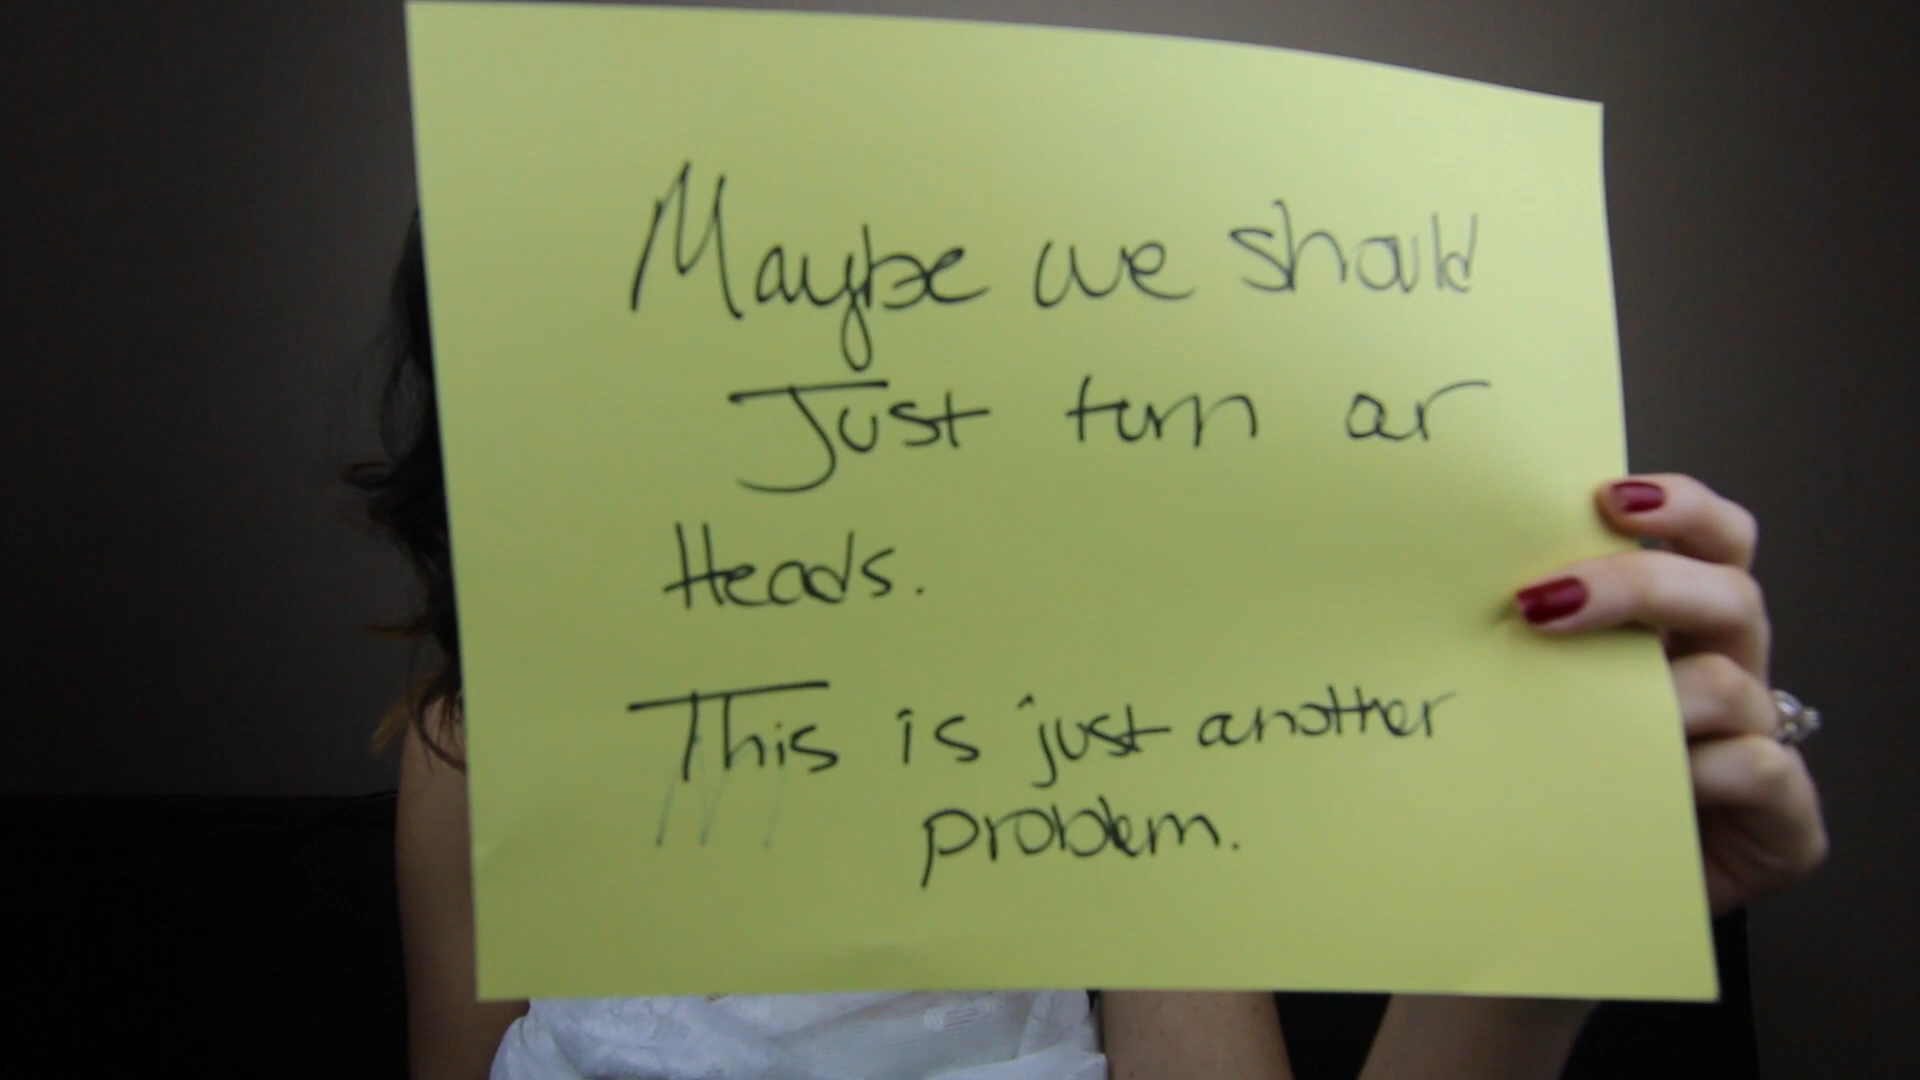 Maybe we should
Just turn our
Heads.
This is just another
problem.